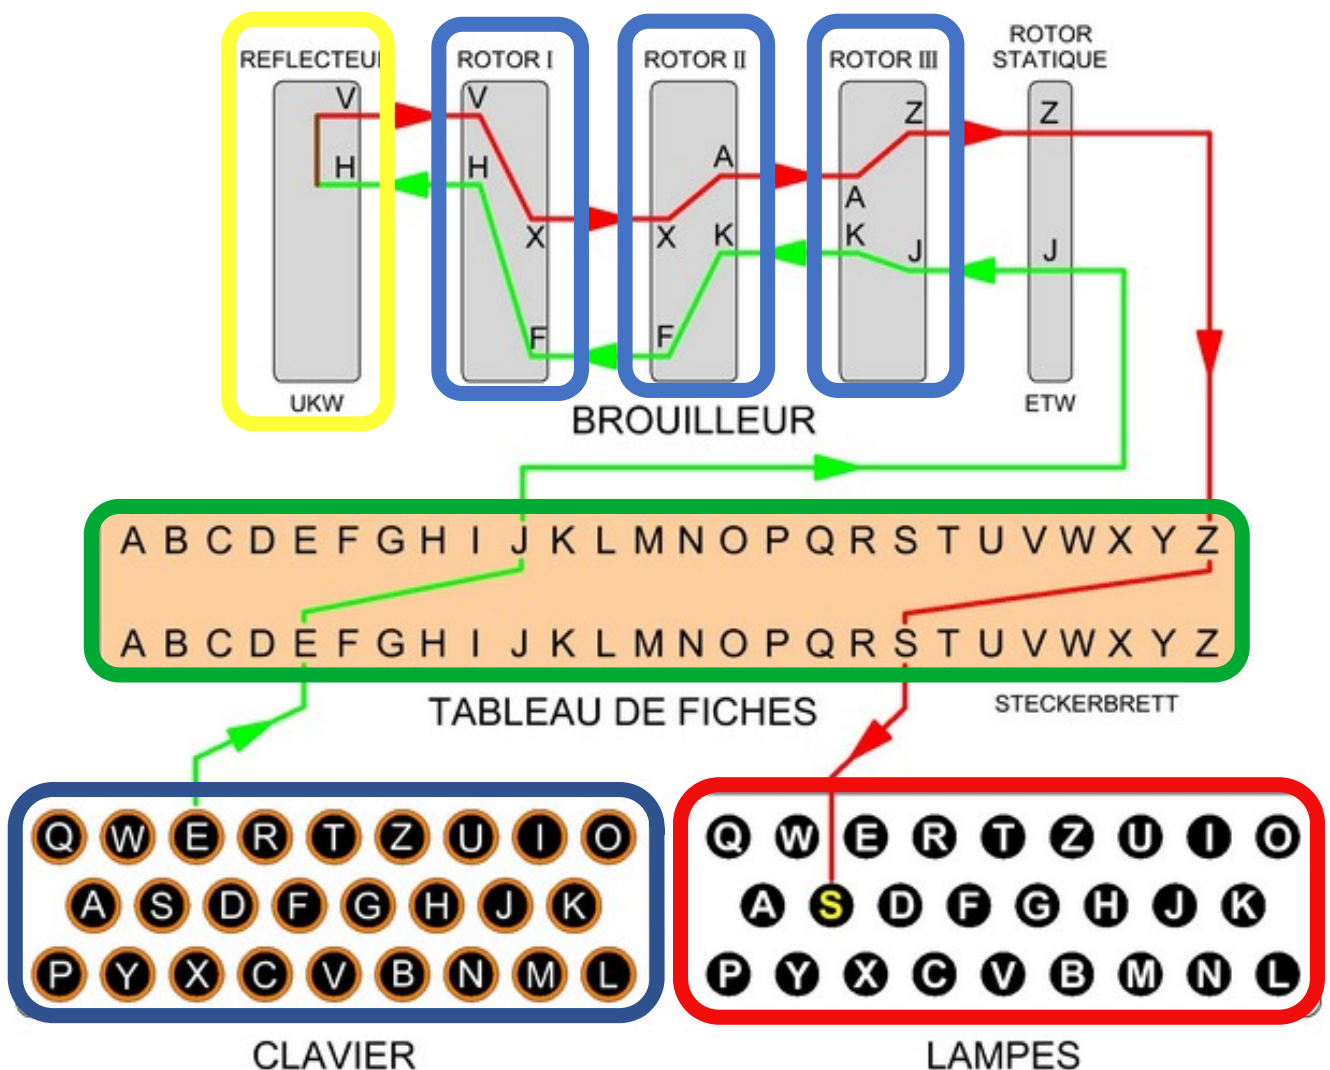 REFLECTEU
ROTOR I
ROTOR II
ROTOR III
ROTOR
STATIQUE
V
V
Z
Z
H
H
A
A
X
X
K
K
J
J
F
F
UKW
ETW
BROUILLEUR
A B C D E F G H I J K L M N O P Q R S T U V W X Y Z
A B C D E F G H I J K L M N O P Q R S T U V W X Y Z
TABLEAU DE FICHES
STECKERBRETT
Q W E R T Z U I O
A S D F G H J K
P Y X C V B N M L
CLAVIER
Q W E R T Z U I O
A S D F G H J K
P Y X C V B M N L
LAMPES